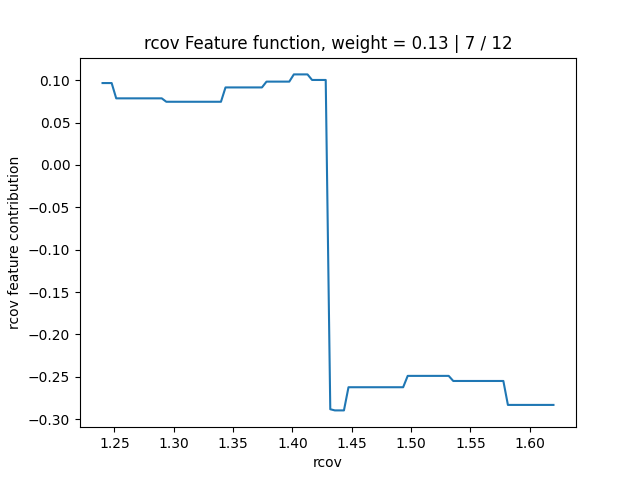 rcov Feature function, weight = 0.13 | 7 / 12
0.10
0.05
0.00
−0.05
−0.10
−0.15
−0.20
−0.25
−0.30
rcov feature contribution
1.25 1.30 1.35 1.40 1.45 1.50 1.55 1.60
rcov